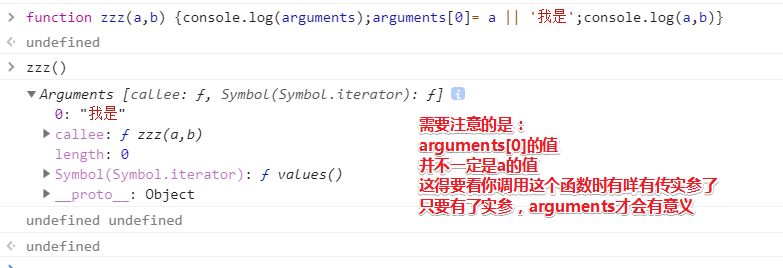 > function zzz(a,b) {console.log(arguments);arguments[0]= a || '我是';console.log(a,b)}
< undefined
> zzz()
▼Arguments [callee: ƒ, Symbol(Symbol.iterator): ƒ] i
0: "我是"
▶callee: ƒ zzz(a,b)
length: 0
▶Symbol(Symbol.iterator): ƒ values()
▶__proto__: Object
undefined undefined
< undefined
需要注意的是：
arguments[0]的值
并不一定是a的值
这得要看你调用这个函数时有咩有传实参了
只要有了实参，arguments才会有意义